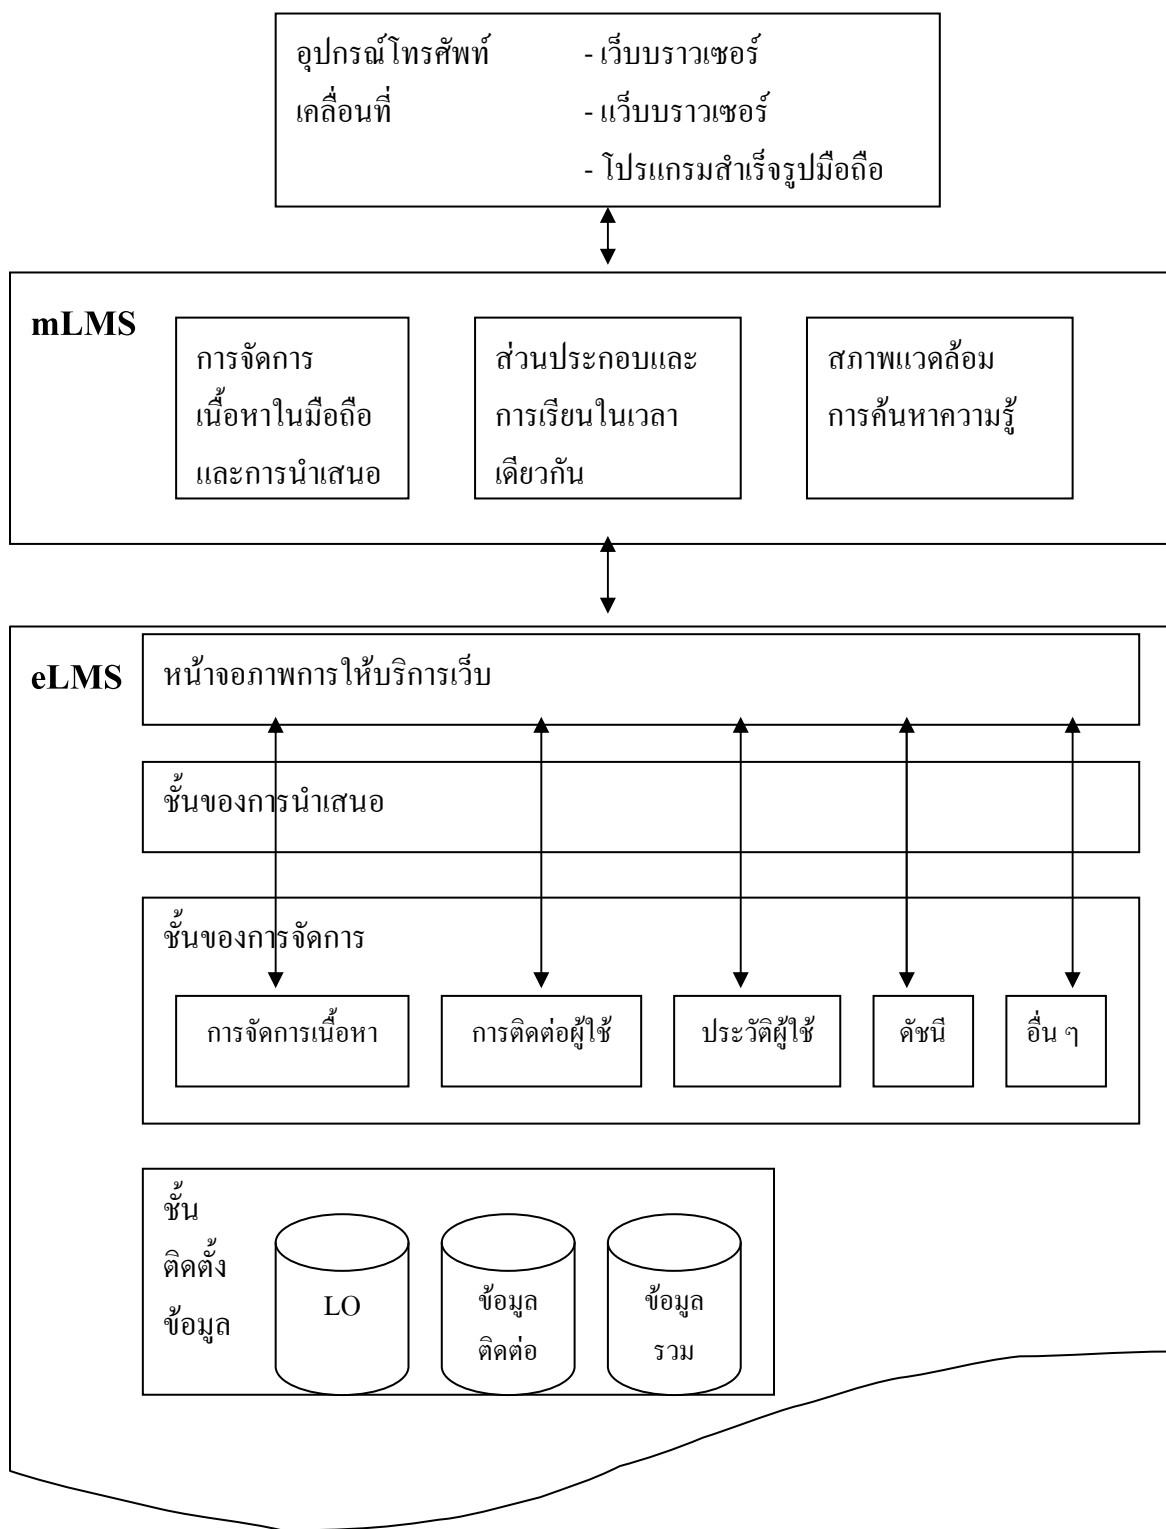 อุปกรณ์โทรศัพท์ - เว็บบราวเซอร์
เคลื่อนที่ - แว็บบราวเซอร์
- โปรแกรมสำเร็จรูปมือถือ
mLMS
การจัดการ
เนื้อหาในมือถือ
และการนำเสนอ
ส่วนประกอบและ
การเรียนในเวลา
เดียวกัน
สภาพแวดล้อม
การค้นหาความรู้
eLMS
หน้าจอภาพการให้บริการเว็บ
ชั้นของการนำเสนอ
ชั้นของการจัดการ
การจัดการเนื้อหา
การติดต่อผู้ใช้
ประวัติผู้ใช้
ดัชนี
อื่น ๆ
ชั้น
ติดตั้ง
ข้อมูล
LO
ข้อมูล
ติดต่อ
ข้อมูล
รวม